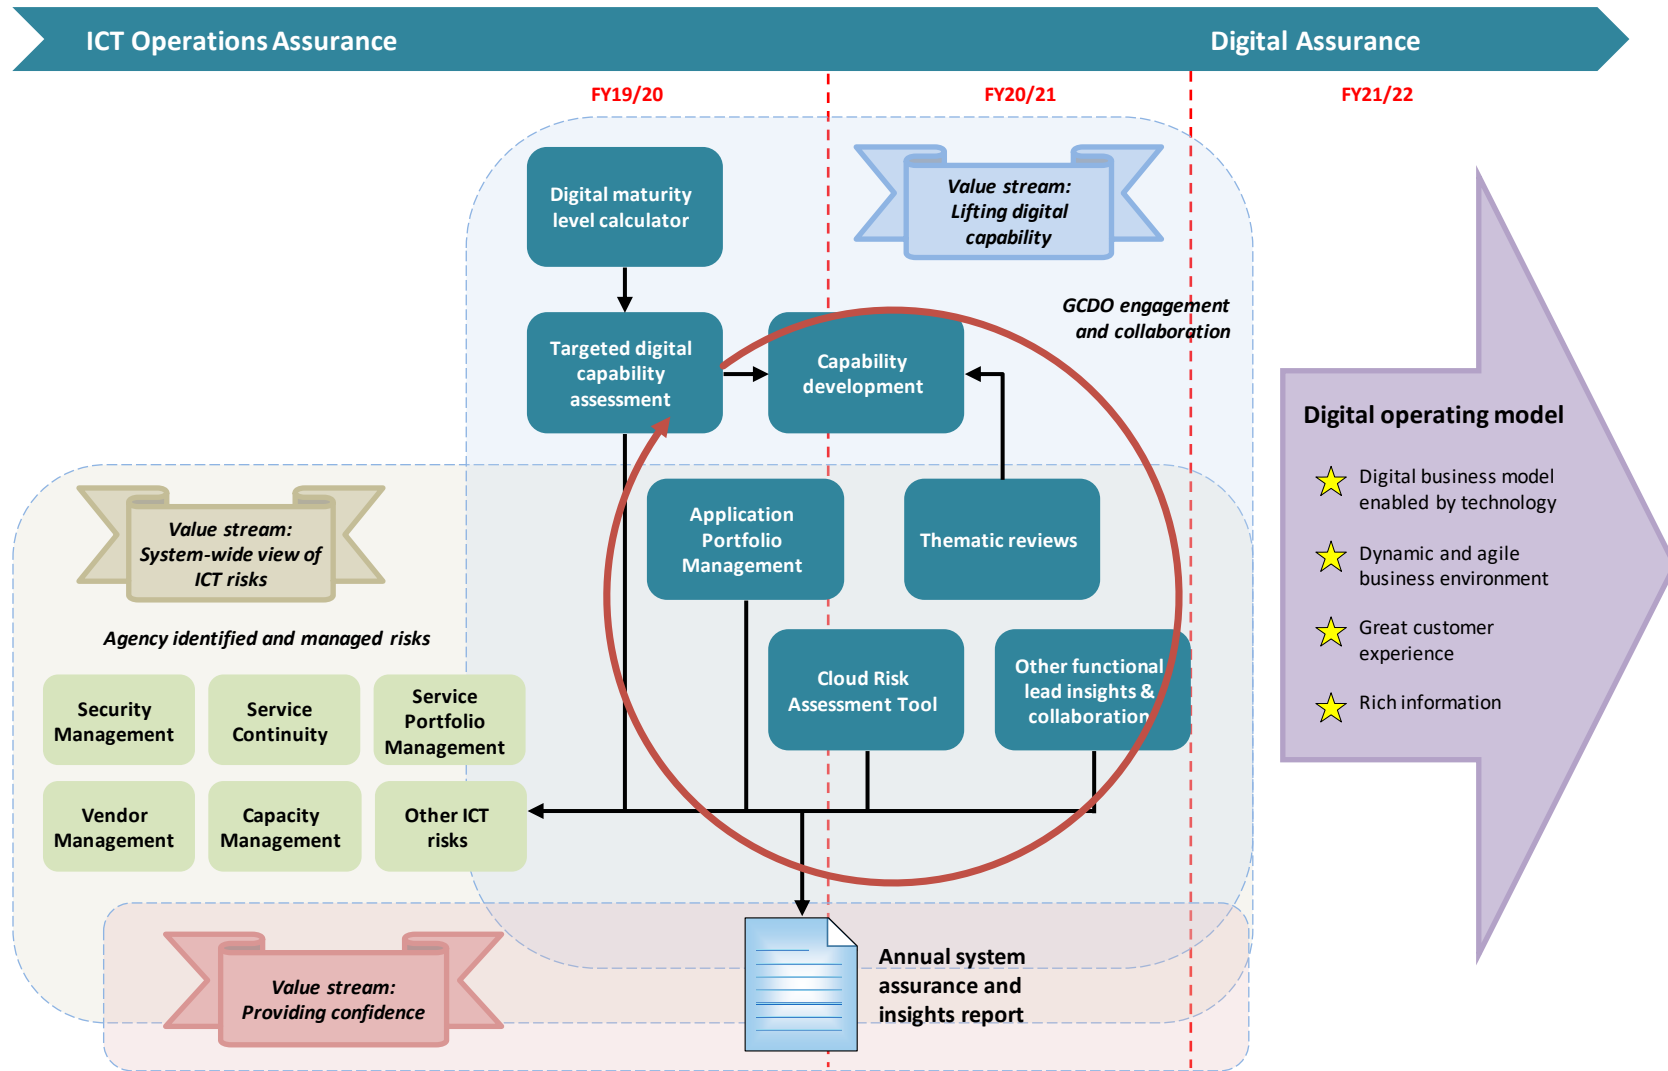 ICT Operations Assurance
Digital Assurance
FY19/20
FY20/21
FY21/22
Digital maturity
level calculator
Value stream:
Lifting digital
capability
GCDO engagement
and collaboration
Targeted digital
capability
assessment
Capability
development
Digital operating model
Digital business model
enabled by technology
Dynamic and agile
business environment
Great customer
experience
Rich information
Value stream:
System-wide view of
ICT risks
Application
Portfolio
Management
Thematic reviews
Agency identified and managed risks
Cloud Risk
Assessment Tool
Other functional
lead insights &
collaboration
Security
Management
Service
Continuity
Service
Portfolio
Management
Vendor
Management
Capacity
Management
Other ICT
risks
Value stream:
Providing confidence
Annual system
assurance and
insights report